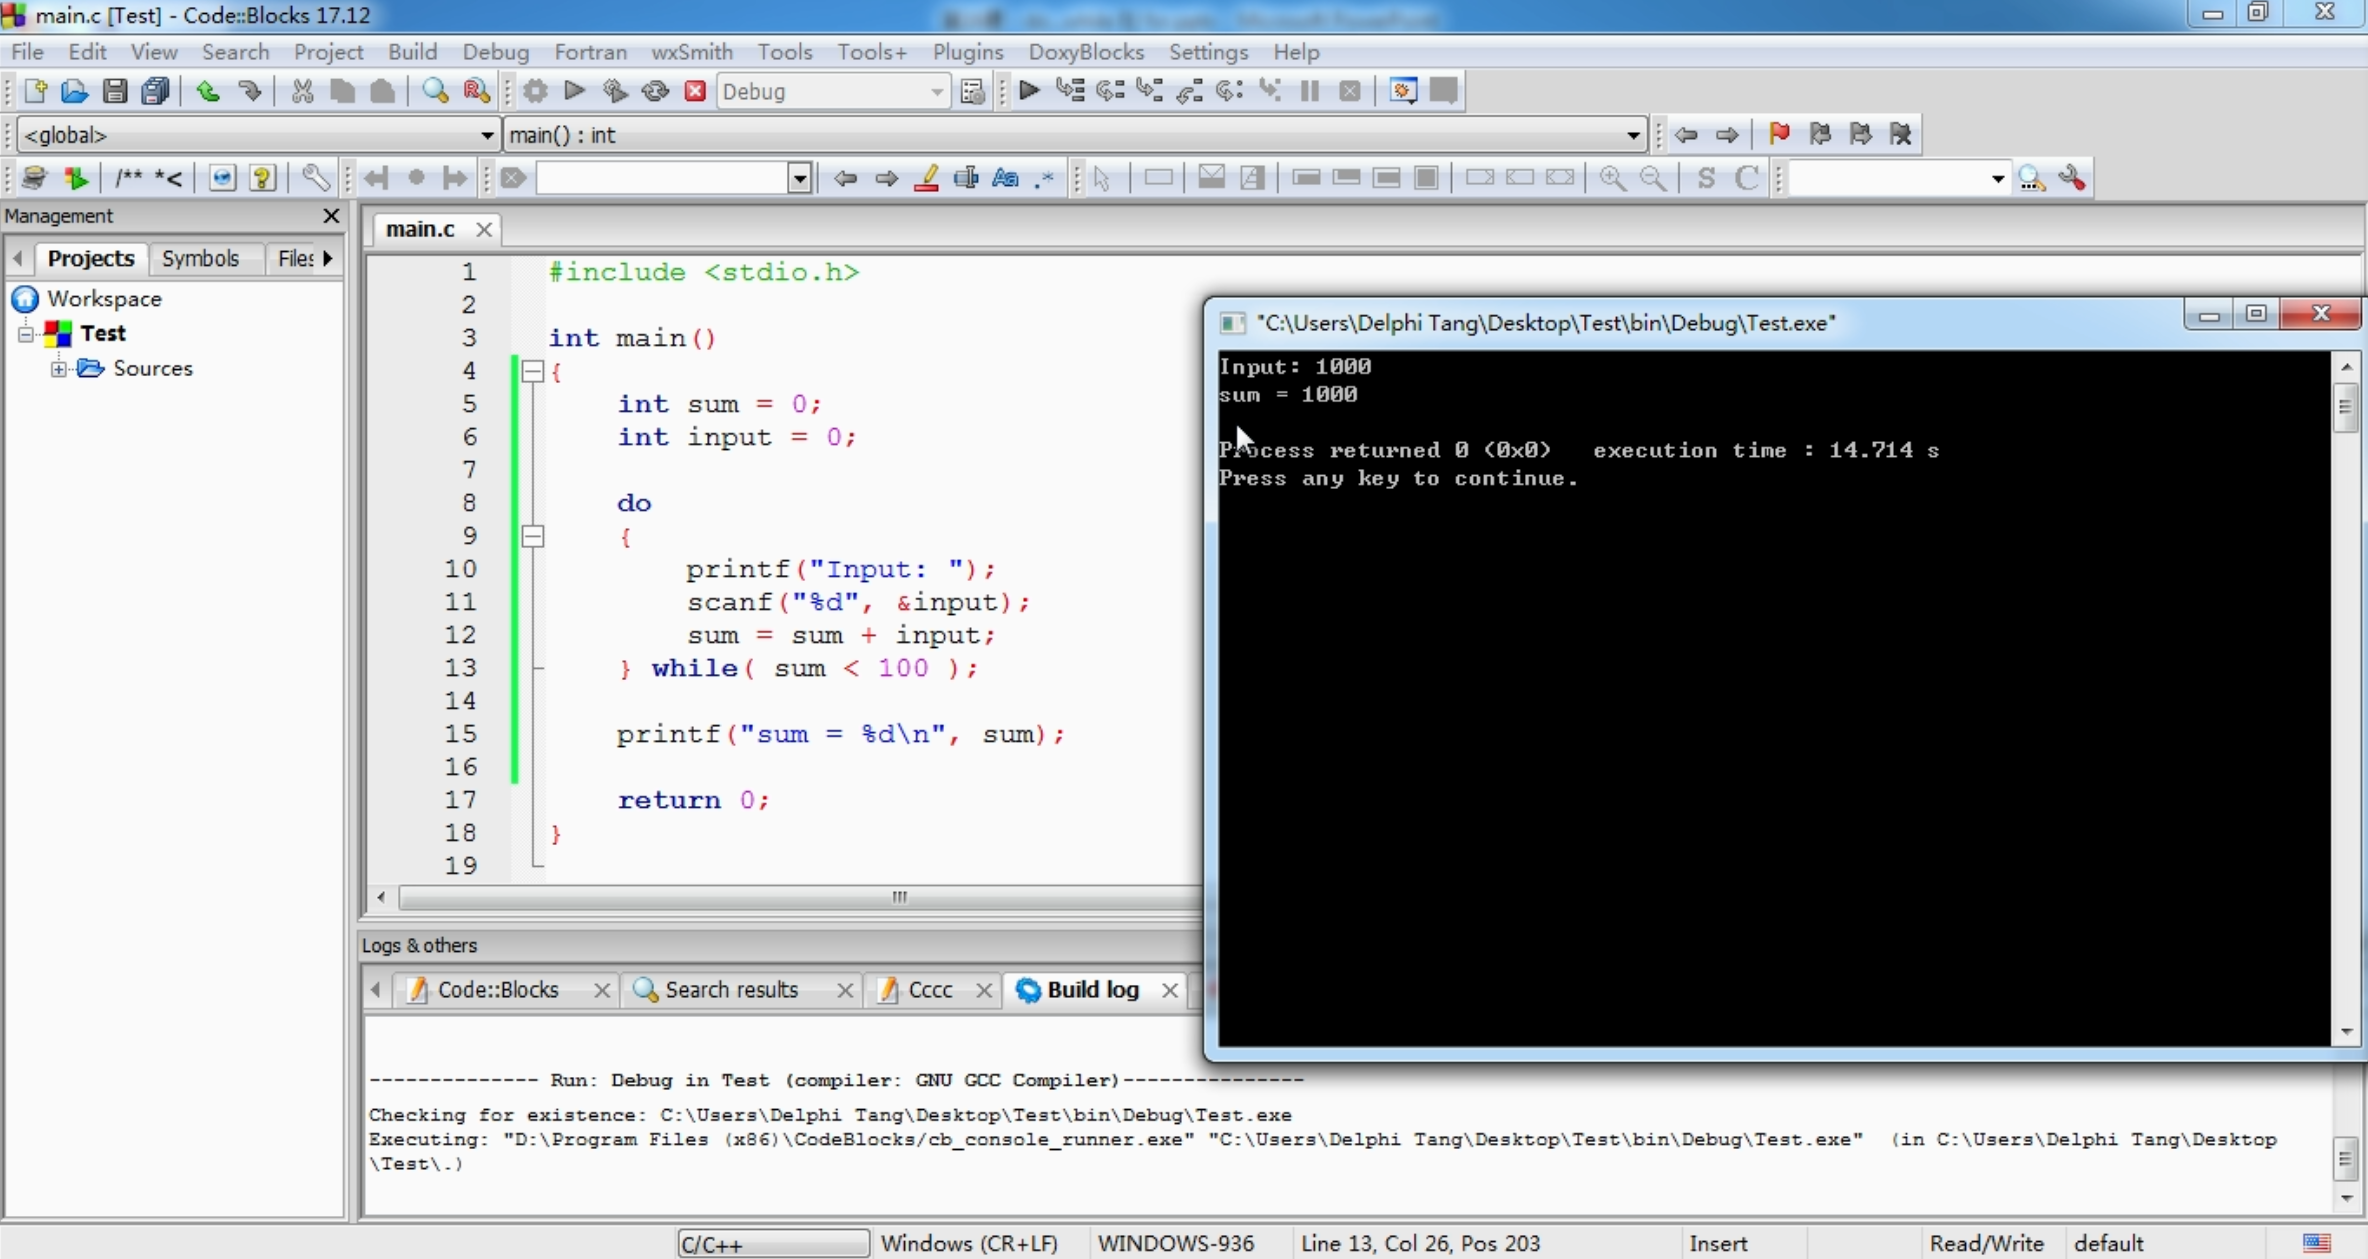 main.c [Test] - Code::Blocks 17.12
File Edit View Search Project Build Debug Fortran wxSmith Tools Tools+ Plugins DoxyBlocks Settings Help
Debug
<global>
main() : int
/** *<
Aa .*
S C
Management
Projects Symbols Files
Workspace
Test
Sources
main.c
1 #include <stdio.h>
2
3 int main()
4 {
5 int sum = 0;
6 int input = 0;
7
8 do
9 {
10 printf("Input: ");
11 scanf("%d", &input);
12 sum = sum + input;
13 } while( sum < 100 );
14
15 printf("sum = %d\n", sum);
16
17 return 0;
18 }
19
"C:\Users\Delphi Tang\Desktop\Test\bin\Debug\Test.exe"
Input: 1000
sum = 1000
Process returned 0 (0x0) execution time : 14.714 s
Press any key to continue.
Logs & others
Code::Blocks Search results Cccc Build log
-------------- Run: Debug in Test (compiler: GNU GCC Compiler)---------------
Checking for existence: C:\Users\Delphi Tang\Desktop\Test\bin\Debug\Test.exe
Executing: "D:\Program Files (x86)\CodeBlocks/cb_console_runner.exe" "C:\Users\Delphi Tang\Desktop\Test\bin\Debug\Test.exe" (in C:\Users\Delphi Tang\Desktop
\Test\.)
C/C++ Windows (CR+LF) WINDOWS-936 Line 13, Col 26, Pos 203 Insert Read/Write default